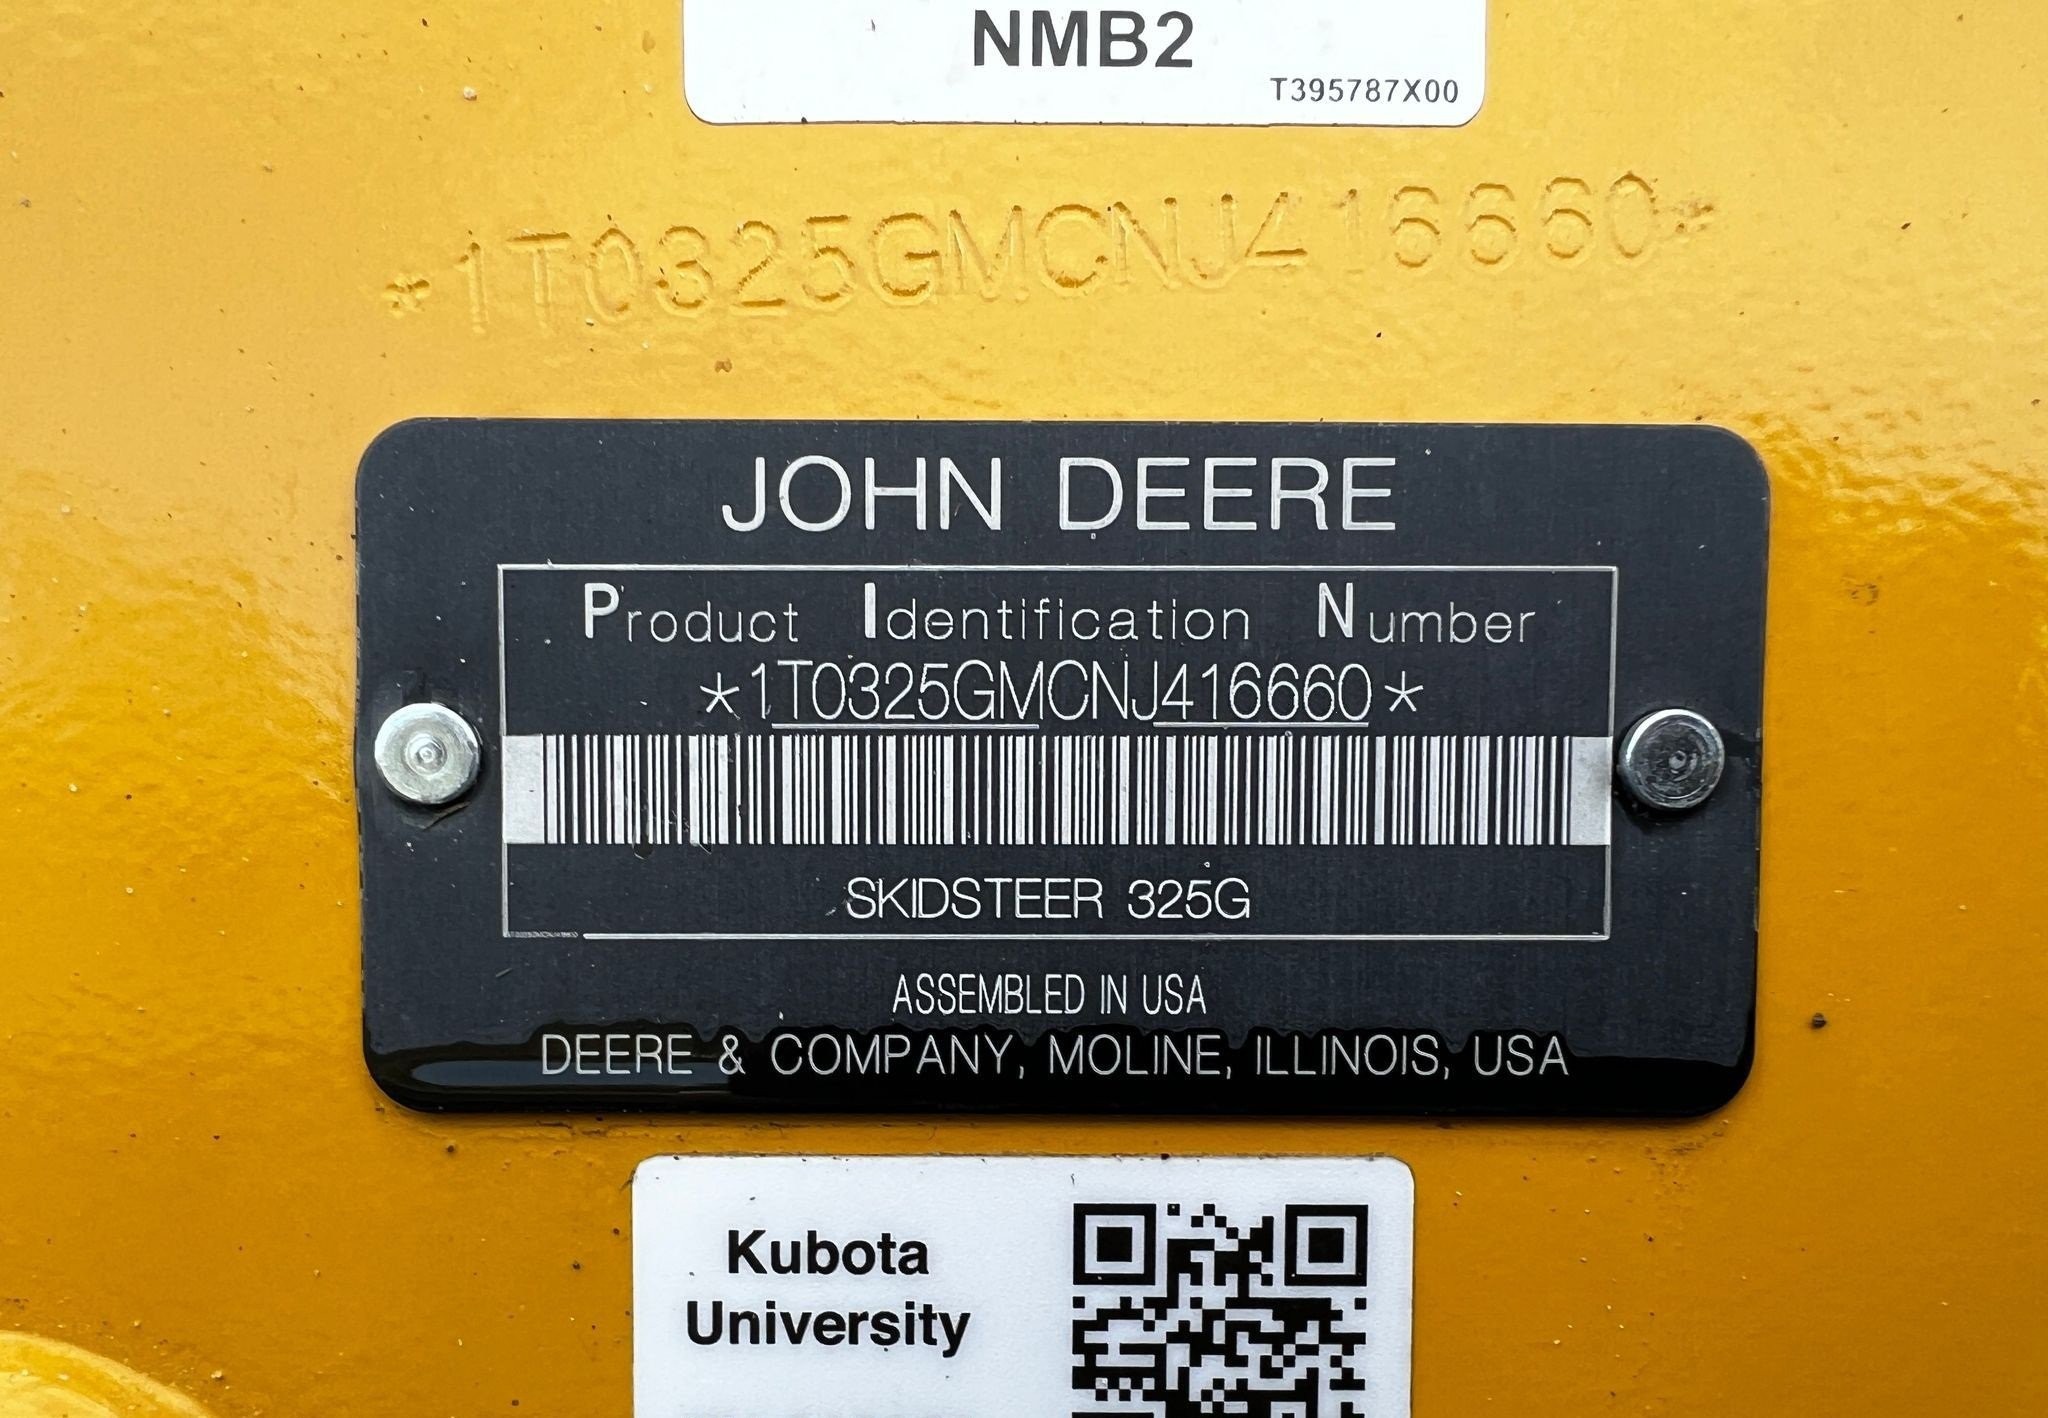 NMB2
T395787X00
*1T0325GMCNJ416660*
JOHN DEERE
Product Identification Number
*1T0325GMCNJ416660*
SKIDSTEER 325G
ASSEMBLED IN USA
DEERE & COMPANY, MOLINE, ILLINOIS, USA
Kubota
University